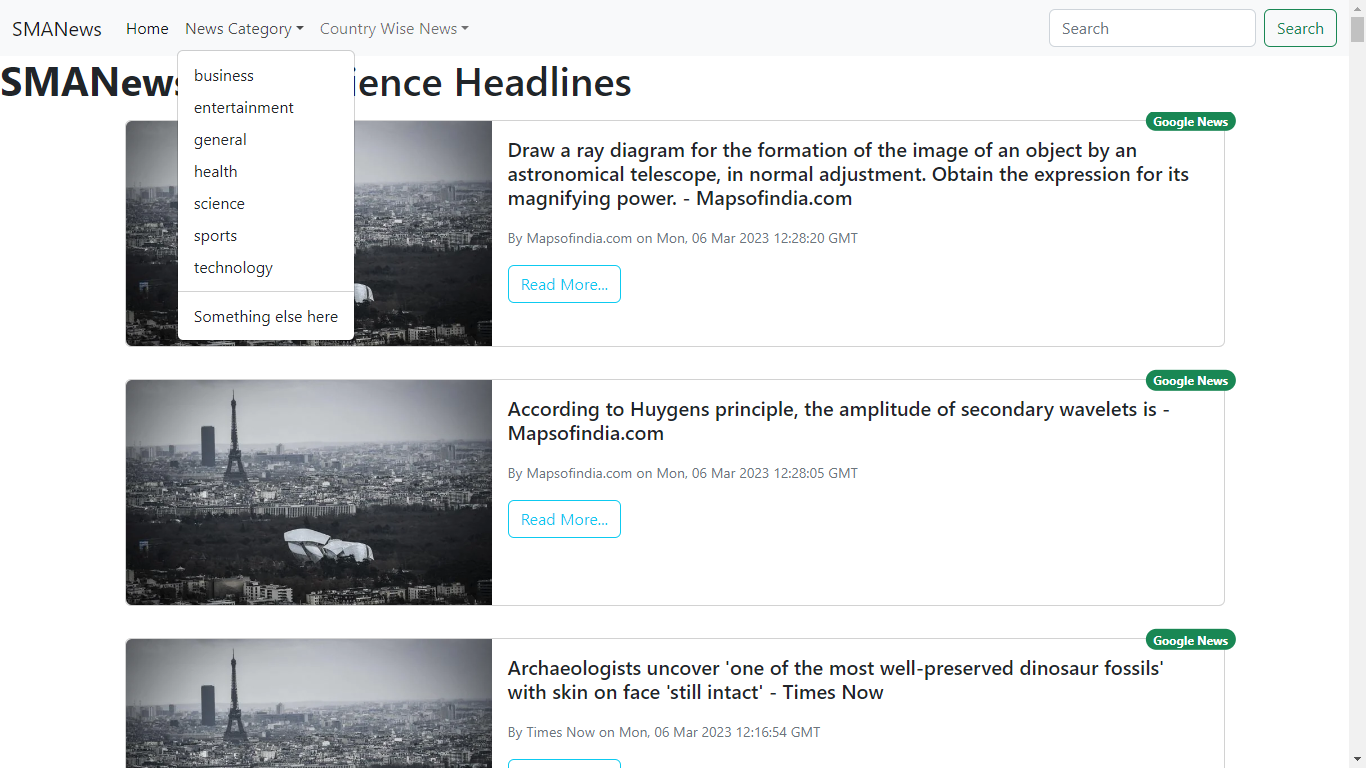 SMANews Home News Category Country Wise News Search Search
SMANews ience Headlines
business
entertainment
general
health
science
sports
technology
Something else here
Google News
Draw a ray diagram for the formation of the image of an object by an
astronomical telescope, in normal adjustment. Obtain the expression for its
magnifying power. - Mapsofindia.com
By Mapsofindia.com on Mon, 06 Mar 2023 12:28:20 GMT
Read More...
Google News
According to Huygens principle, the amplitude of secondary wavelets is -
Mapsofindia.com
By Mapsofindia.com on Mon, 06 Mar 2023 12:28:05 GMT
Read More...
Google News
Archaeologists uncover 'one of the most well-preserved dinosaur fossils'
with skin on face 'still intact' - Times Now
By Times Now on Mon, 06 Mar 2023 12:16:54 GMT